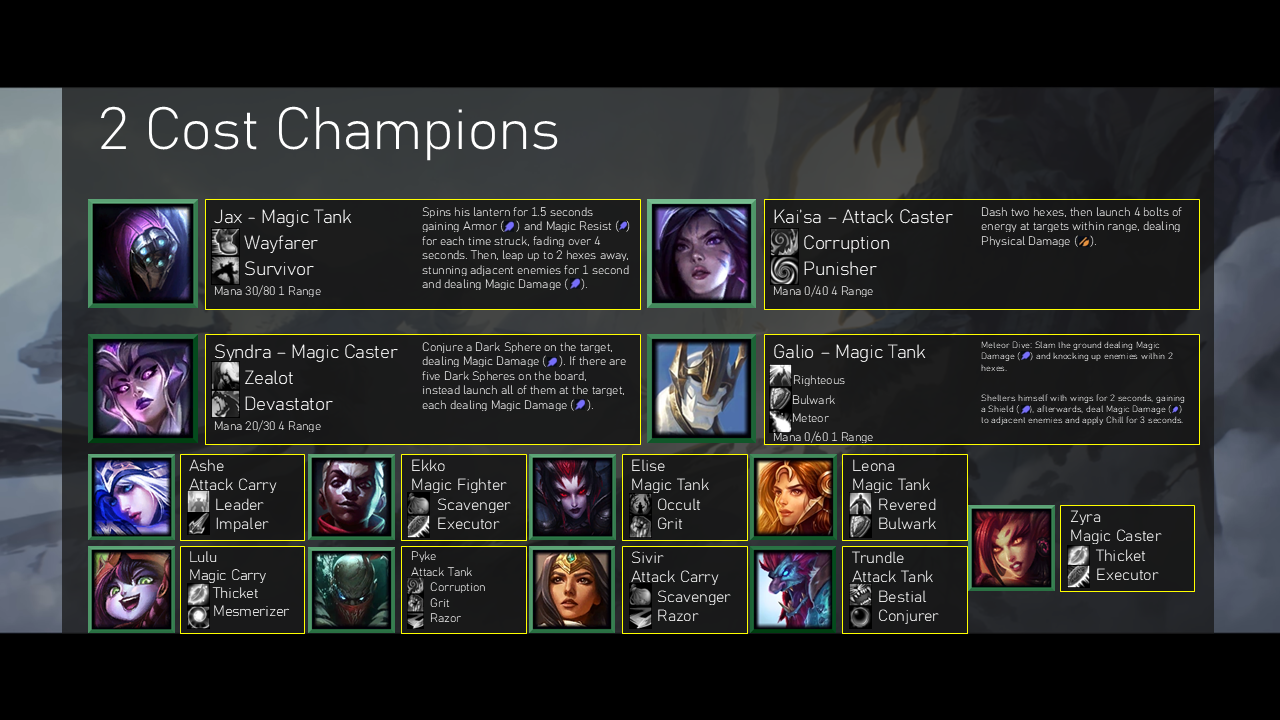 2 Cost Champions
Jax - Magic Tank
Wayfarer
Survivor
Mana 30/80 1 Range
Spins his lantern for 1.5 seconds
gaining Armor ( ) and Magic Resist ( )
for each time struck, fading over 4
seconds. Then, leap up to 2 hexes away,
stunning adjacent enemies for 1 second
and dealing Magic Damage ( ).
Kai'sa – Attack Caster
Corruption
Punisher
Mana 0/40 4 Range
Dash two hexes, then launch 4 bolts of
energy at targets within range, dealing
Physical Damage ( ).
Syndra – Magic Caster
Zealot
Devastator
Mana 20/30 4 Range
Conjure a Dark Sphere on the target,
dealing Magic Damage ( ). If there are
five Dark Spheres on the board,
instead launch all of them at the target,
each dealing Magic Damage ( ).
Galio – Magic Tank
Righteous
Bulwark
Meteor
Mana 0/60 1 Range
Meteor Dive: Slam the ground dealing Magic
Damage ( ) and knocking up enemies within 2
hexes.
Shelters himself with wings for 2 seconds, gaining
a Shield ( ), afterwards, deal Magic Damage ( )
to adjacent enemies and apply Chill for 3 seconds.
Ashe
Attack Carry
Leader
Impaler
Ekko
Magic Fighter
Scavenger
Executor
Elise
Magic Tank
Occult
Grit
Leona
Magic Tank
Revered
Bulwark
Zyra
Magic Caster
Thicket
Executor
Lulu
Magic Carry
Thicket
Mesmerizer
Pyke
Attack Tank
Corruption
Grit
Razor
Sivir
Attack Carry
Scavenger
Razor
Trundle
Attack Tank
Bestial
Conjurer